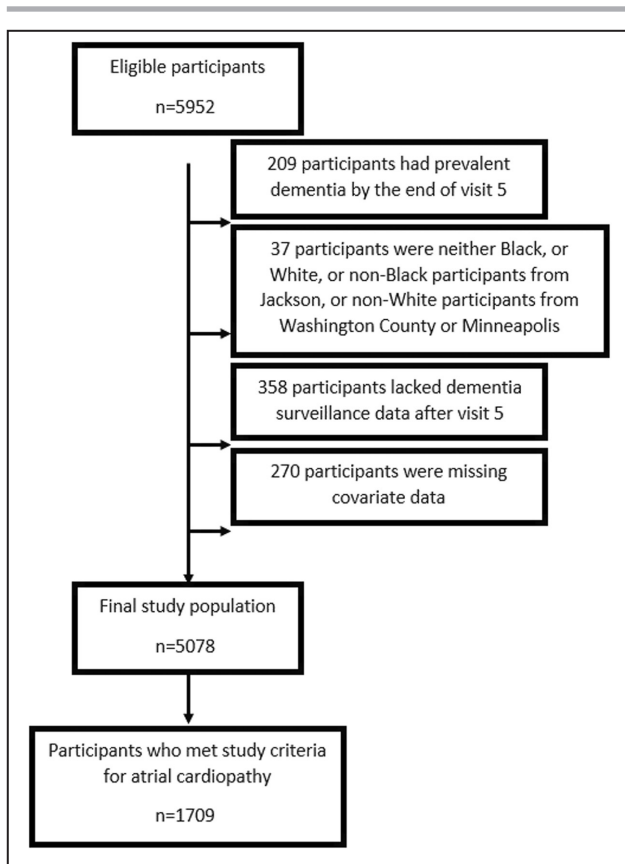 Eligible participants
n=5952
209 participants had prevalent
dementia by the end of visit 5
37 participants were neither Black, or
White, or non-Black participants from
Jackson, or non-White participants from
Washington County or Minneapolis
358 participants lacked dementia
surveillance data after visit 5
270 participants were missing
covariate data
Final study population
n=5078
Participants who met study criteria
for atrial cardiopathy
n=1709